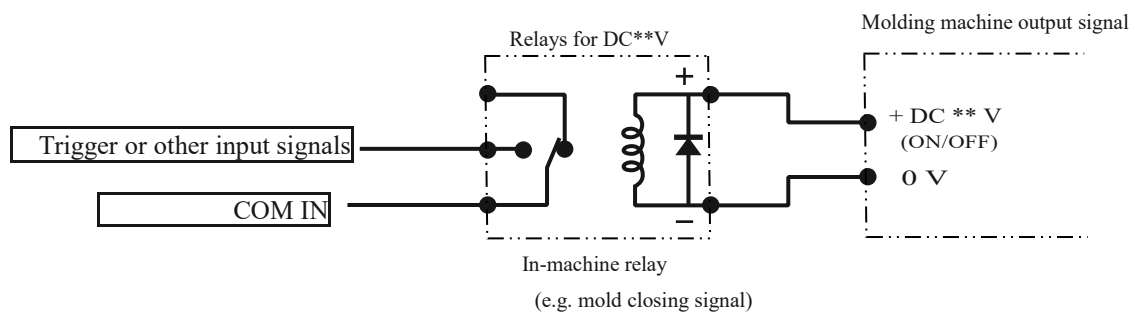 Molding machine output signal
Relays for DC**V
+
+ DC ** V
(ON/OFF)
Trigger or other input signals
0 V
COM IN
−
In-machine relay
(e.g. mold closing signal)